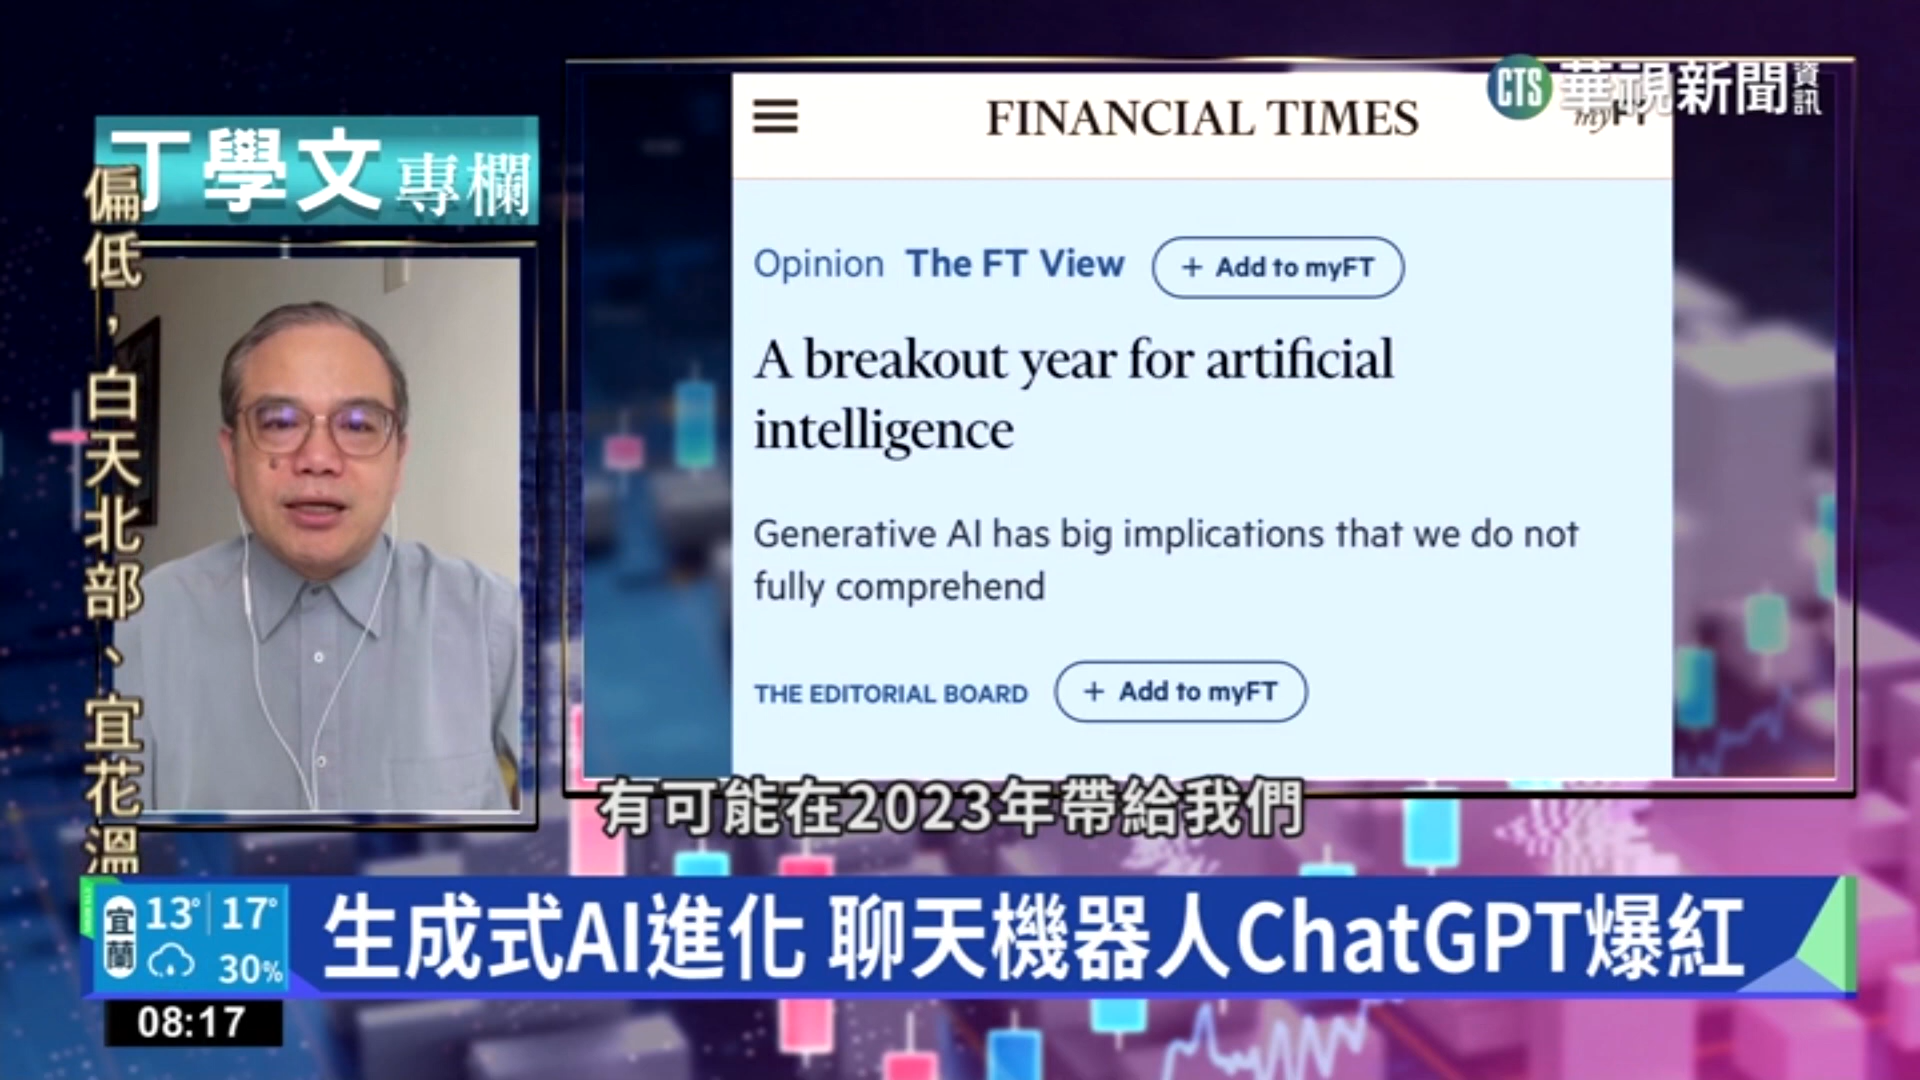 CTS 華視新聞 資訊
丁學文 專欄
偏低，白天北部、宜花溫
FINANCIAL TIMES
myFT
Opinion The FT View + Add to myFT
A breakout year for artificial
intelligence
Generative AI has big implications that we do not
fully comprehend
THE EDITORIAL BOARD + Add to myFT
有可能在2023年帶給我們
生成式AI進化 聊天機器人ChatGPT爆紅
宜蘭 13° 17°
30%
08:17